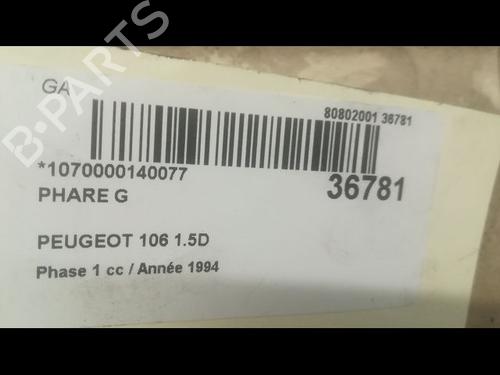 GA
80802001 36781
*1070000140077
36781
PHARE G
PEUGEOT 106 1.5D
Phase 1 cc / Année 1994
B-PARTS